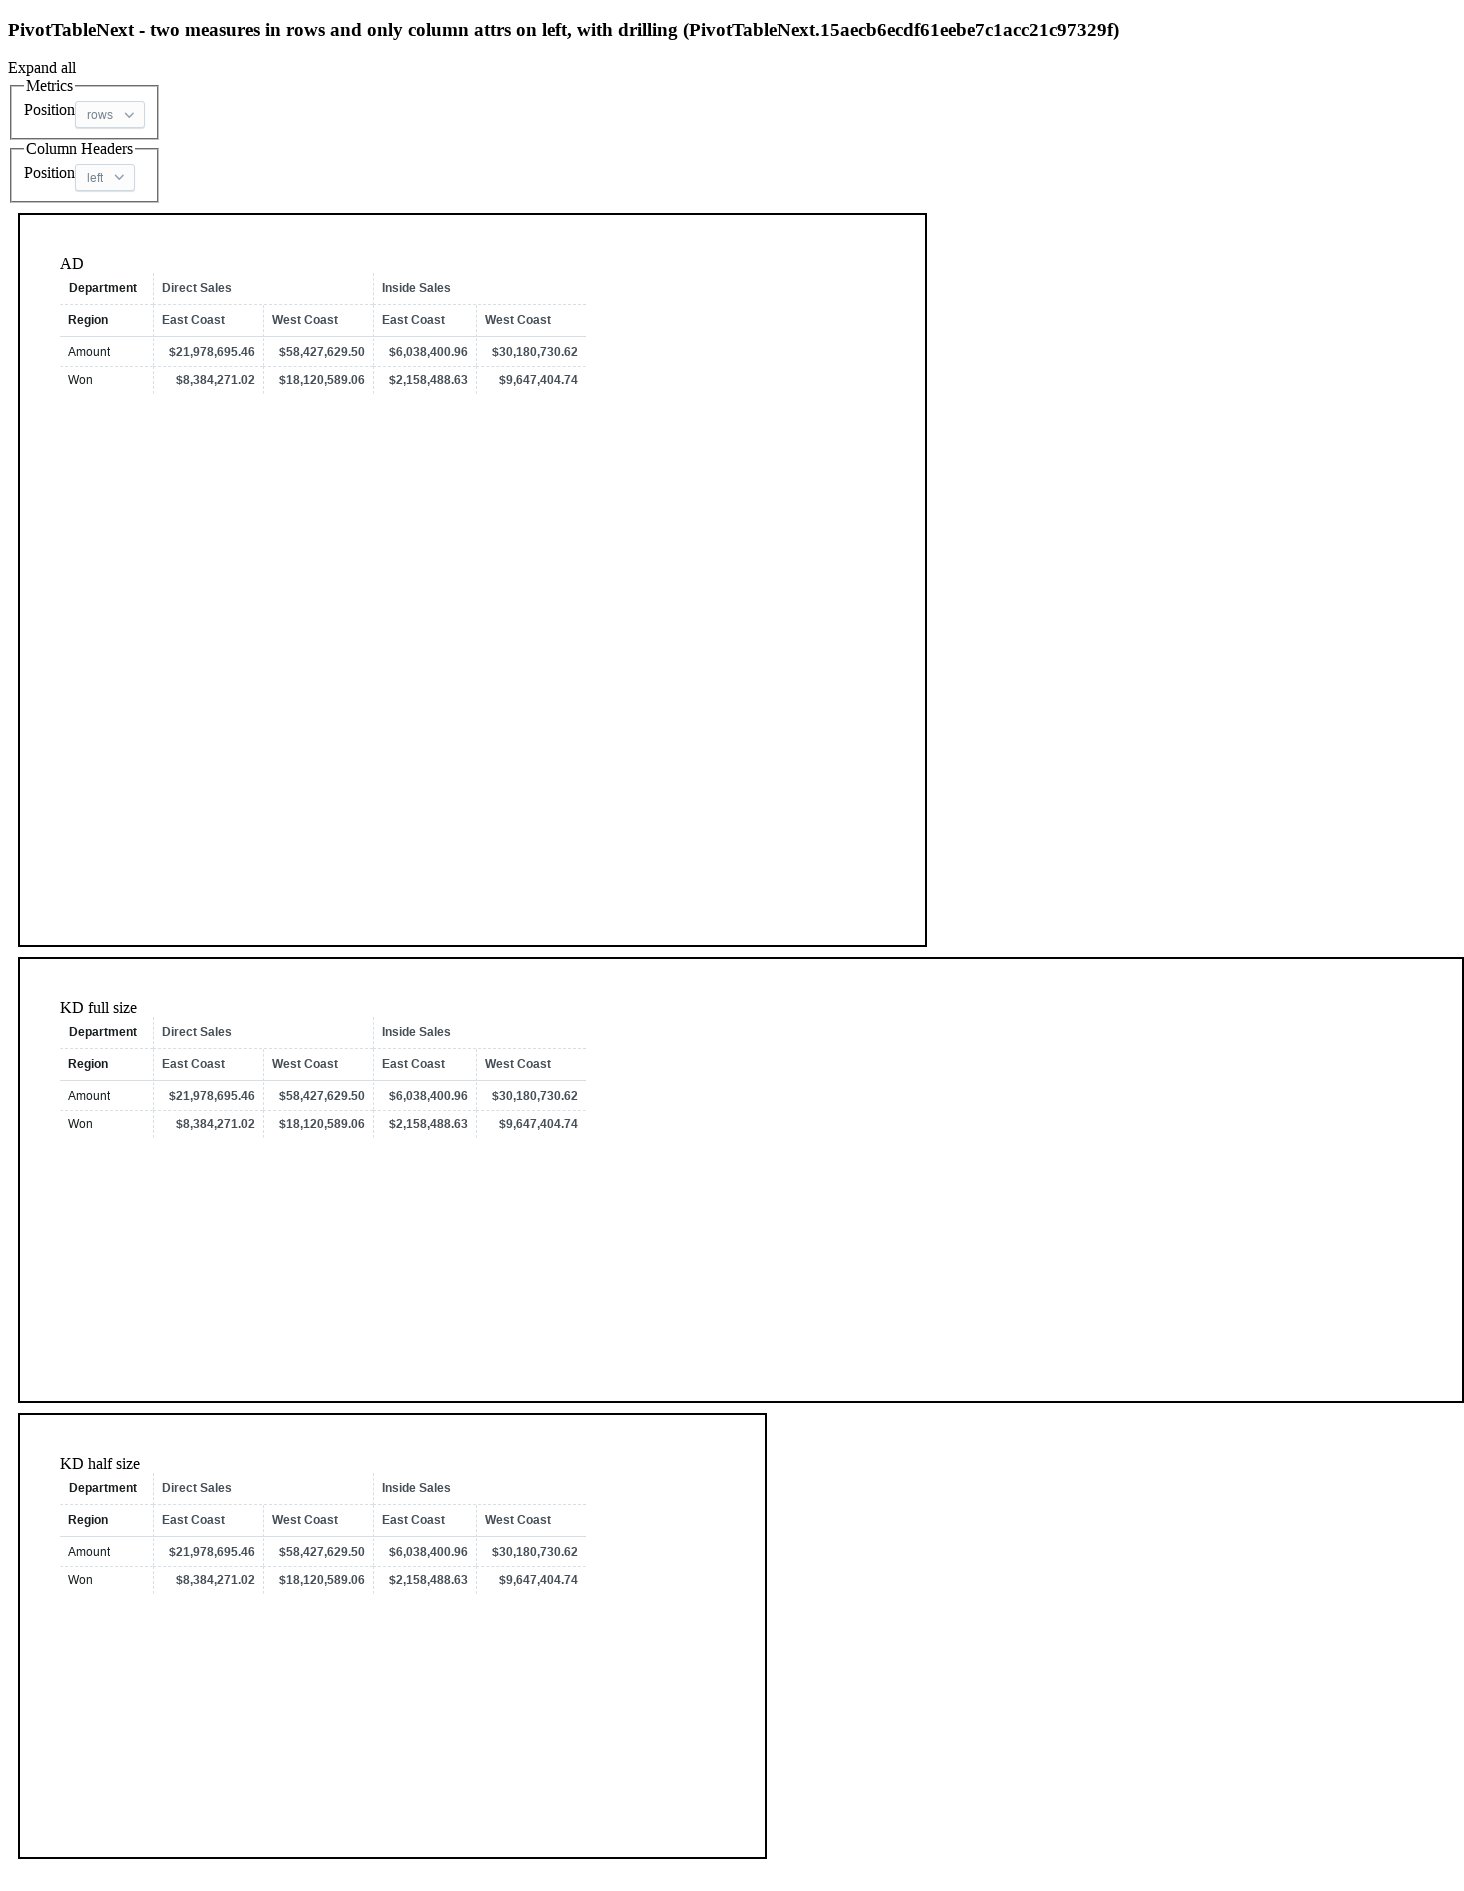 PivotTableNext - two measures in rows and only column attrs on left, with drilling (PivotTableNext.15aecb6ecdf61eebe7c1acc21c97329f)
Expand all
Metrics
Position rows
Column Headers
Position left
AD
Department Direct Sales Inside Sales
Region East Coast West Coast East Coast West Coast
Amount $21,978,695.46 $58,427,629.50 $6,038,400.96 $30,180,730.62
Won $8,384,271.02 $18,120,589.06 $2,158,488.63 $9,647,404.74
KD full size
Department Direct Sales Inside Sales
Region East Coast West Coast East Coast West Coast
Amount $21,978,695.46 $58,427,629.50 $6,038,400.96 $30,180,730.62
Won $8,384,271.02 $18,120,589.06 $2,158,488.63 $9,647,404.74
KD half size
Department Direct Sales Inside Sales
Region East Coast West Coast East Coast West Coast
Amount $21,978,695.46 $58,427,629.50 $6,038,400.96 $30,180,730.62
Won $8,384,271.02 $18,120,589.06 $2,158,488.63 $9,647,404.74